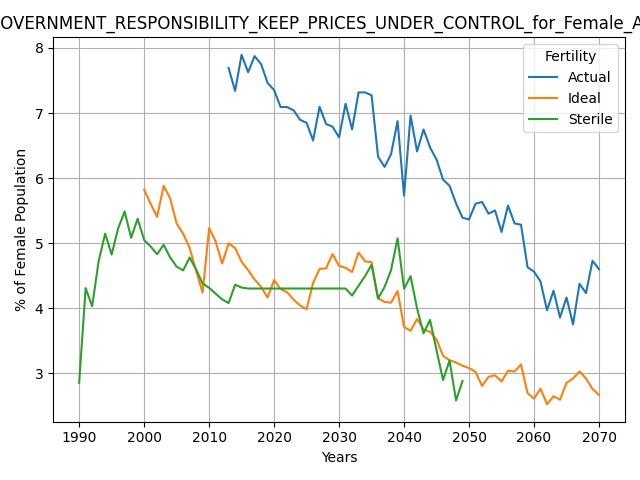 OVERNMENT_RESPONSIBILITY_KEEP_PRICES_UNDER_CONTROL_for_Female_A
Fertility
Actual
Ideal
Sterile
% of Female Population
8
7
6
5
4
3
1990 2000 2010 2020 2030 2040 2050 2060 2070
Years